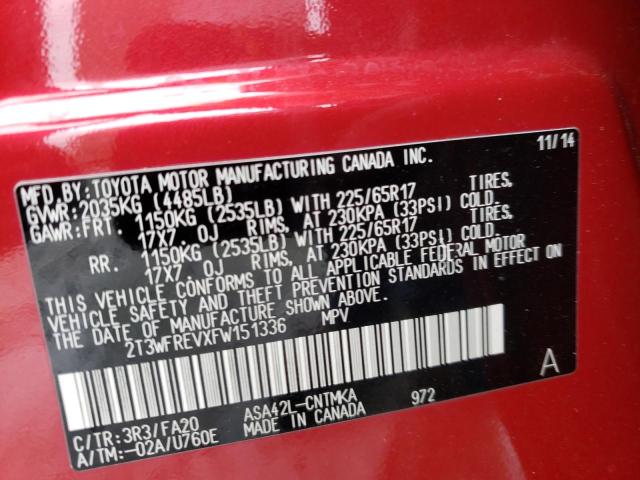 11/14
MFD.BY:TOYOTA MOTOR MANUFACTURING CANADA INC.
GVWR:2035KG (4485LB)
GAWR:FRT. 1150KG (2535LB) WITH 225/65R17 TIRES,
17X7.0J RIMS, AT 230KPA (33PSI) COLD.
RR. 1150KG (2535LB) WITH 225/65R17 TIRES,
17X7.0J RIMS, AT 230KPA (33PSI) COLD.
THIS VEHICLE CONFORMS TO ALL APPLICABLE FEDERAL MOTOR
VEHICLE SAFETY AND THEFT PREVENTION STANDARDS IN EFFECT ON
THE DATE OF MANUFACTURE SHOWN ABOVE.
2T3WFREVXFW151336 MPV
A
C/TR:3R3/FA20 ASA42L-CNTMKA 972
A/TM:-02A/U760E MADE IN CANADA